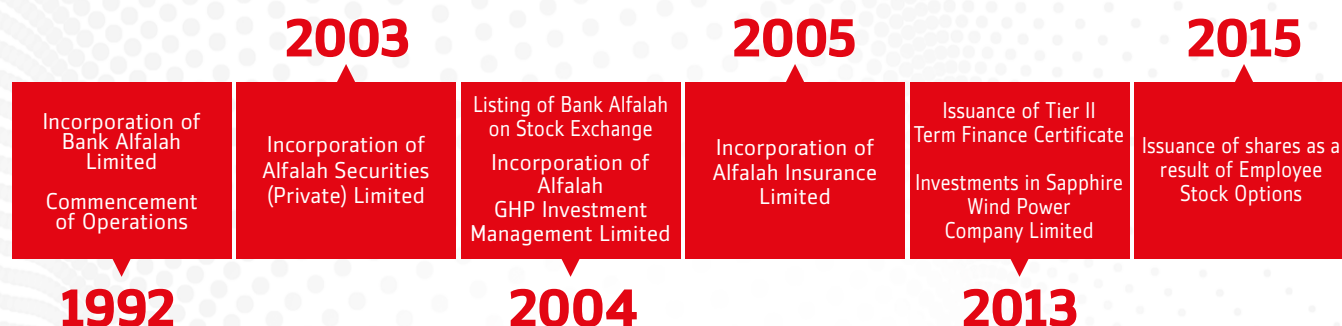 2003
2005
2015
Incorporation of
Bank Alfalah
Limited
Commencement
of Operations
Incorporation of
Alfalah Securities
(Private) Limited
Listing of Bank Alfalah
on Stock Exchange
Incorporation of
Alfalah
GHP Investment
Management Limited
Incorporation of
Alfalah Insurance
Limited
Issuance of Tier II
Term Finance Certificate
Investments in Sapphire
Wind Power
Company Limited
Issuance of shares as a
result of Employee
Stock Options
1992
2004
2013